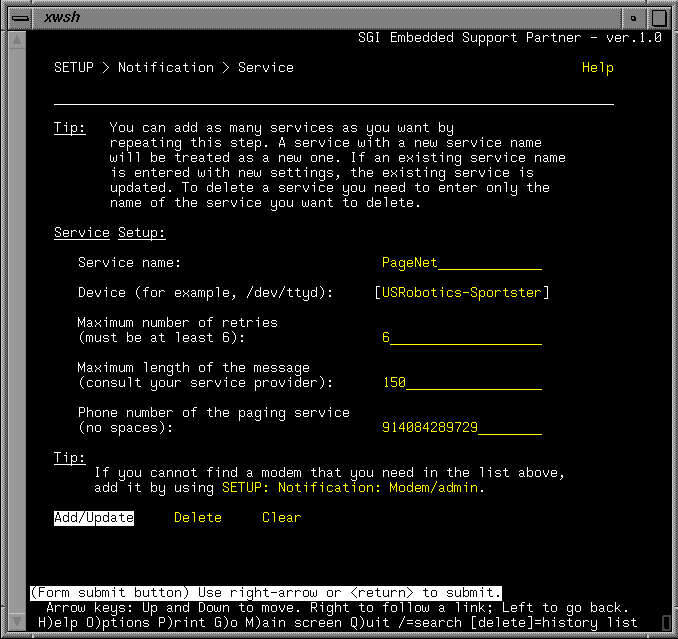 xwsh
SGI Embedded Support Partner - ver.1.0
SETUP > Notification > Service Help
Tip: You can add as many services as you want by
repeating this step. A service with a new service name
will be treated as a new one. If an existing service name
is entered with new settings, the existing service is
updated. To delete a service you need to enter only the
name of the service you want to delete.
Service Setup:
Service name: PageNet_____________
Device (for example, /dev/ttyd): [USRobotics-Sportster]
Maximum number of retries
(must be at least 6): 6___________________
Maximum length of the message
(consult your service provider): 150_________________
Phone number of the paging service
(no spaces): 914084289729________
Tip:
If you cannot find a modem that you need in the list above,
add it by using SETUP: Notification: Modem/admin.
Add/Update Delete Clear
(Form submit button) Use right-arrow or <return> to submit.
Arrow keys: Up and Down to move. Right to follow a link; Left to go back.
H)elp O)ptions P)rint G)o M)ain screen Q)uit /=search [delete]=history list